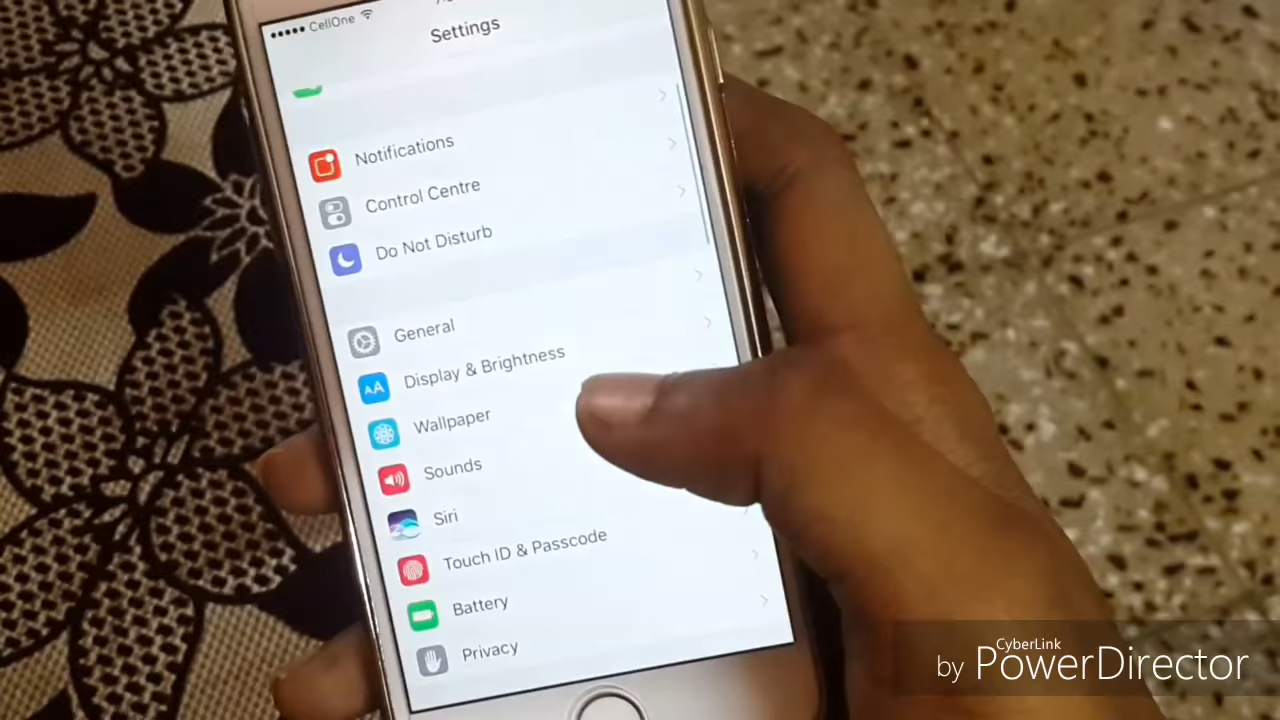 CellOne
Settings
Notifications
Control Centre
Do Not Disturb
General
Display & Brightness
AA
Wallpaper
Sounds
Siri
Touch ID & Passcode
Battery
Privacy
CyberLink
by PowerDirector